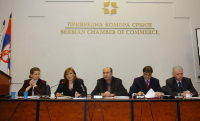 ПРИВРЕДНА КОМОРА СРБИЈЕ
SERBIAN CHAMBER OF COMMERCE